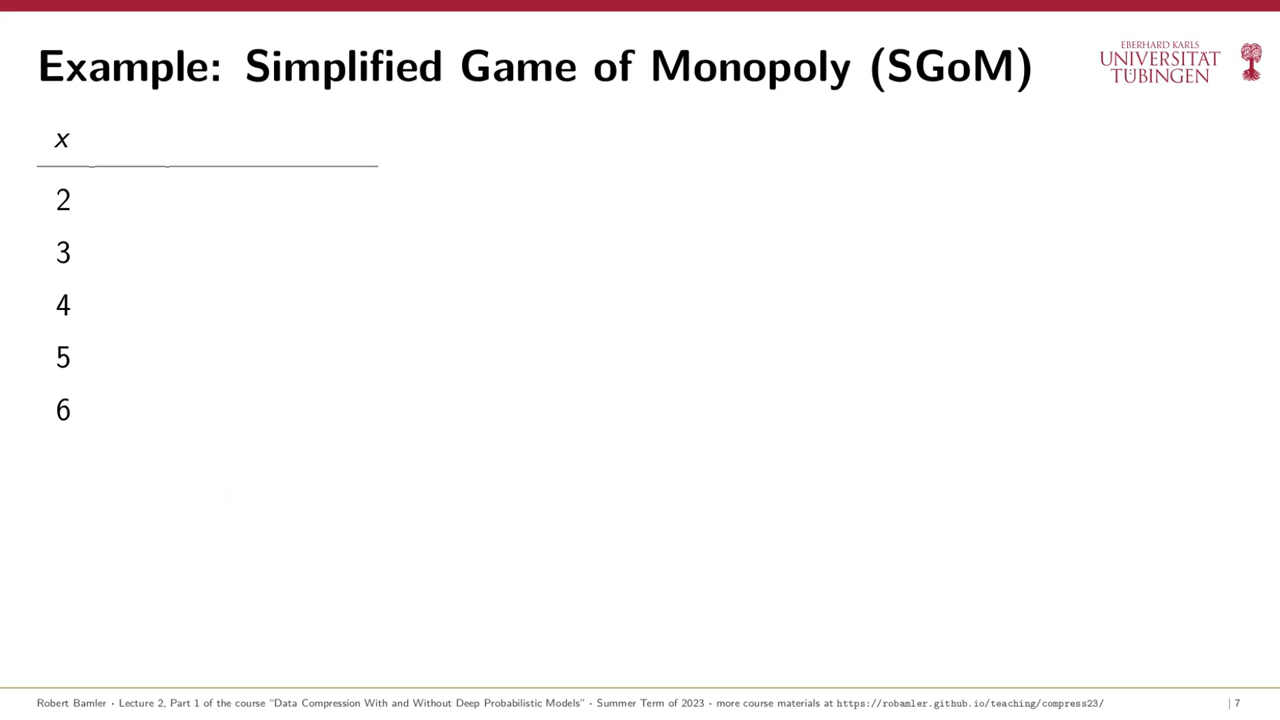 Example: Simplified Game of Monopoly (SGoM)
EBERHARD KARLS
UNIVERSITÄT
TÜBINGEN
x
2
3
4
5
6
Robert Bamler · Lecture 2, Part 1 of the course “Data Compression With and Without Deep Probabilistic Models” · Summer Term of 2023 · more course materials at https://robamler.github.io/teaching/compress23/ | 7